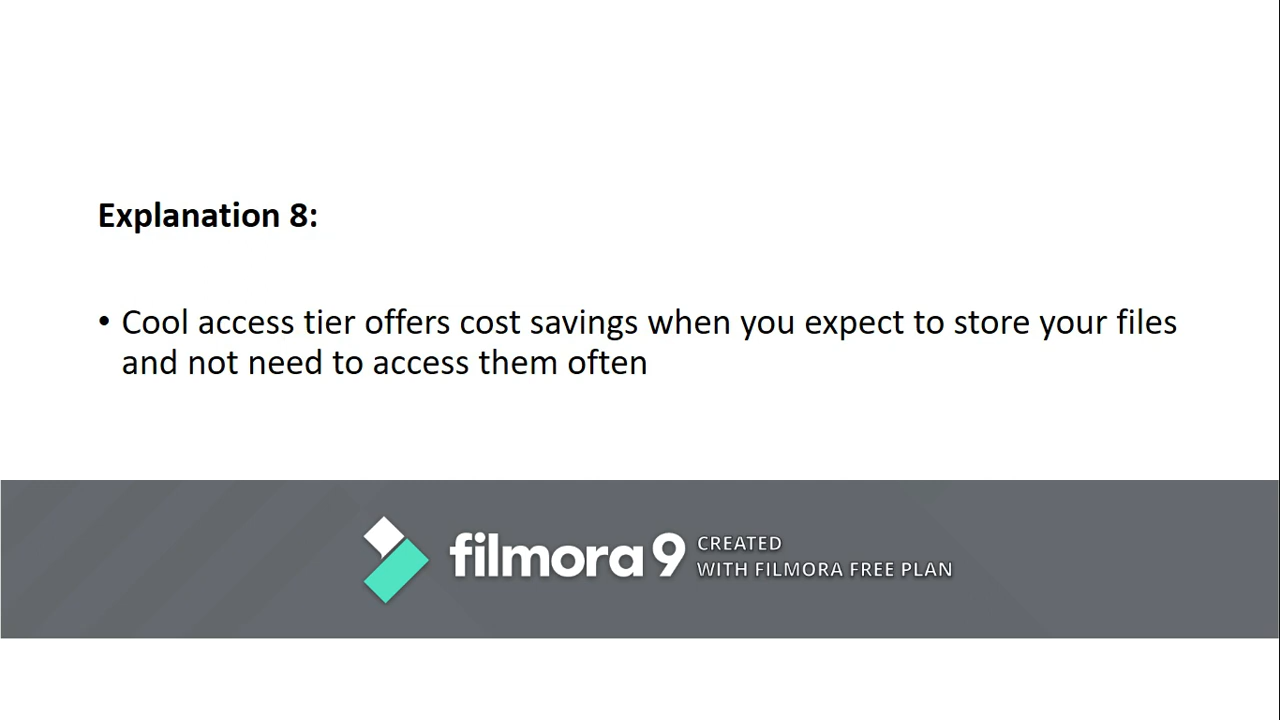 Explanation 8:
• Cool access tier offers cost savings when you expect to store your files
and not need to access them often
filmora 9 CREATED
WITH FILMORA FREE PLAN